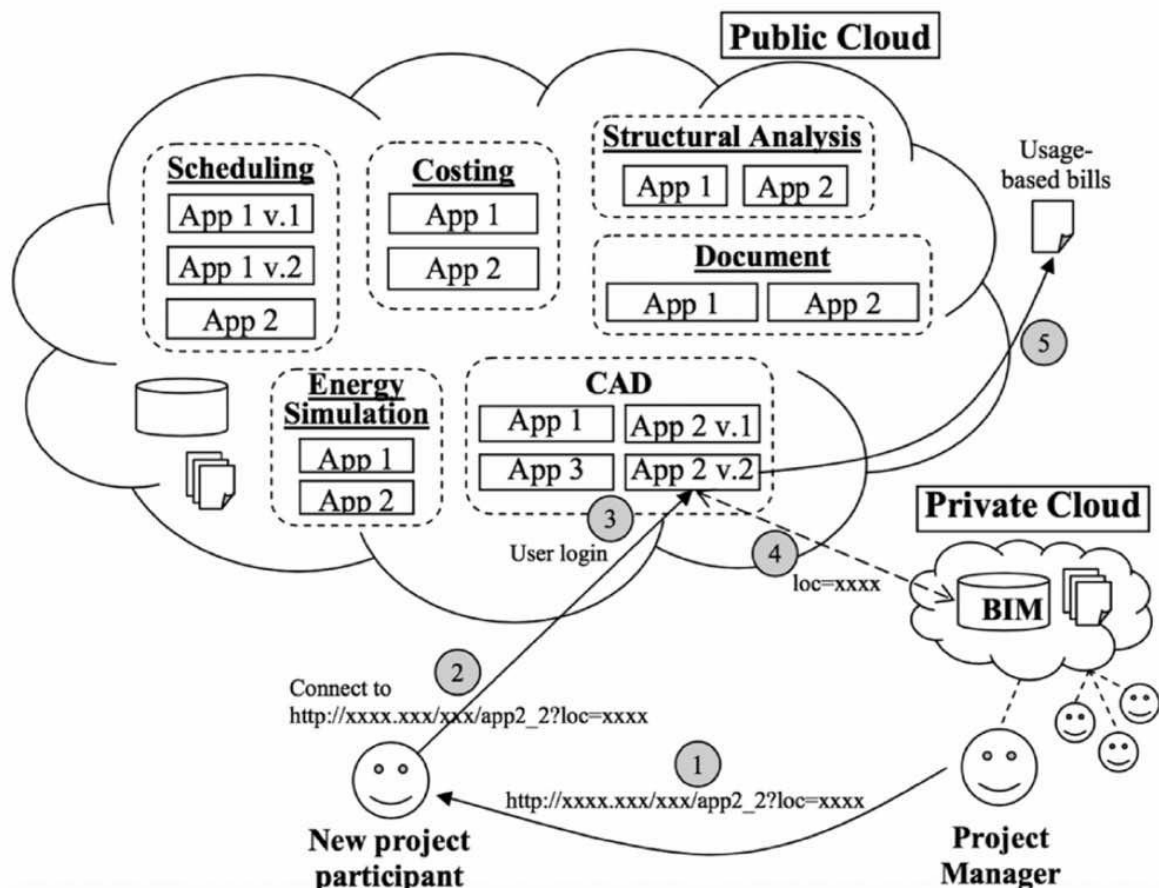 Public Cloud
Scheduling
App 1 v.1
App 1 v.2
App 2
Costing
App 1
App 2
Structural Analysis
App 1
App 2
Document
App 1
App 2
Usage-
based bills
5
Energy
Simulation
App 1
App 2
CAD
App 1
App 2 v.1
App 3
App 2 v.2
3
User login
4
loc=xxxx
Private Cloud
BIM
2
Connect to
http://xxxx.xxx/xxx/app2_2?loc=xxxx
1
http://xxxx.xxx/xxx/app2_2?loc=xxxx
New project
participant
Project
Manager